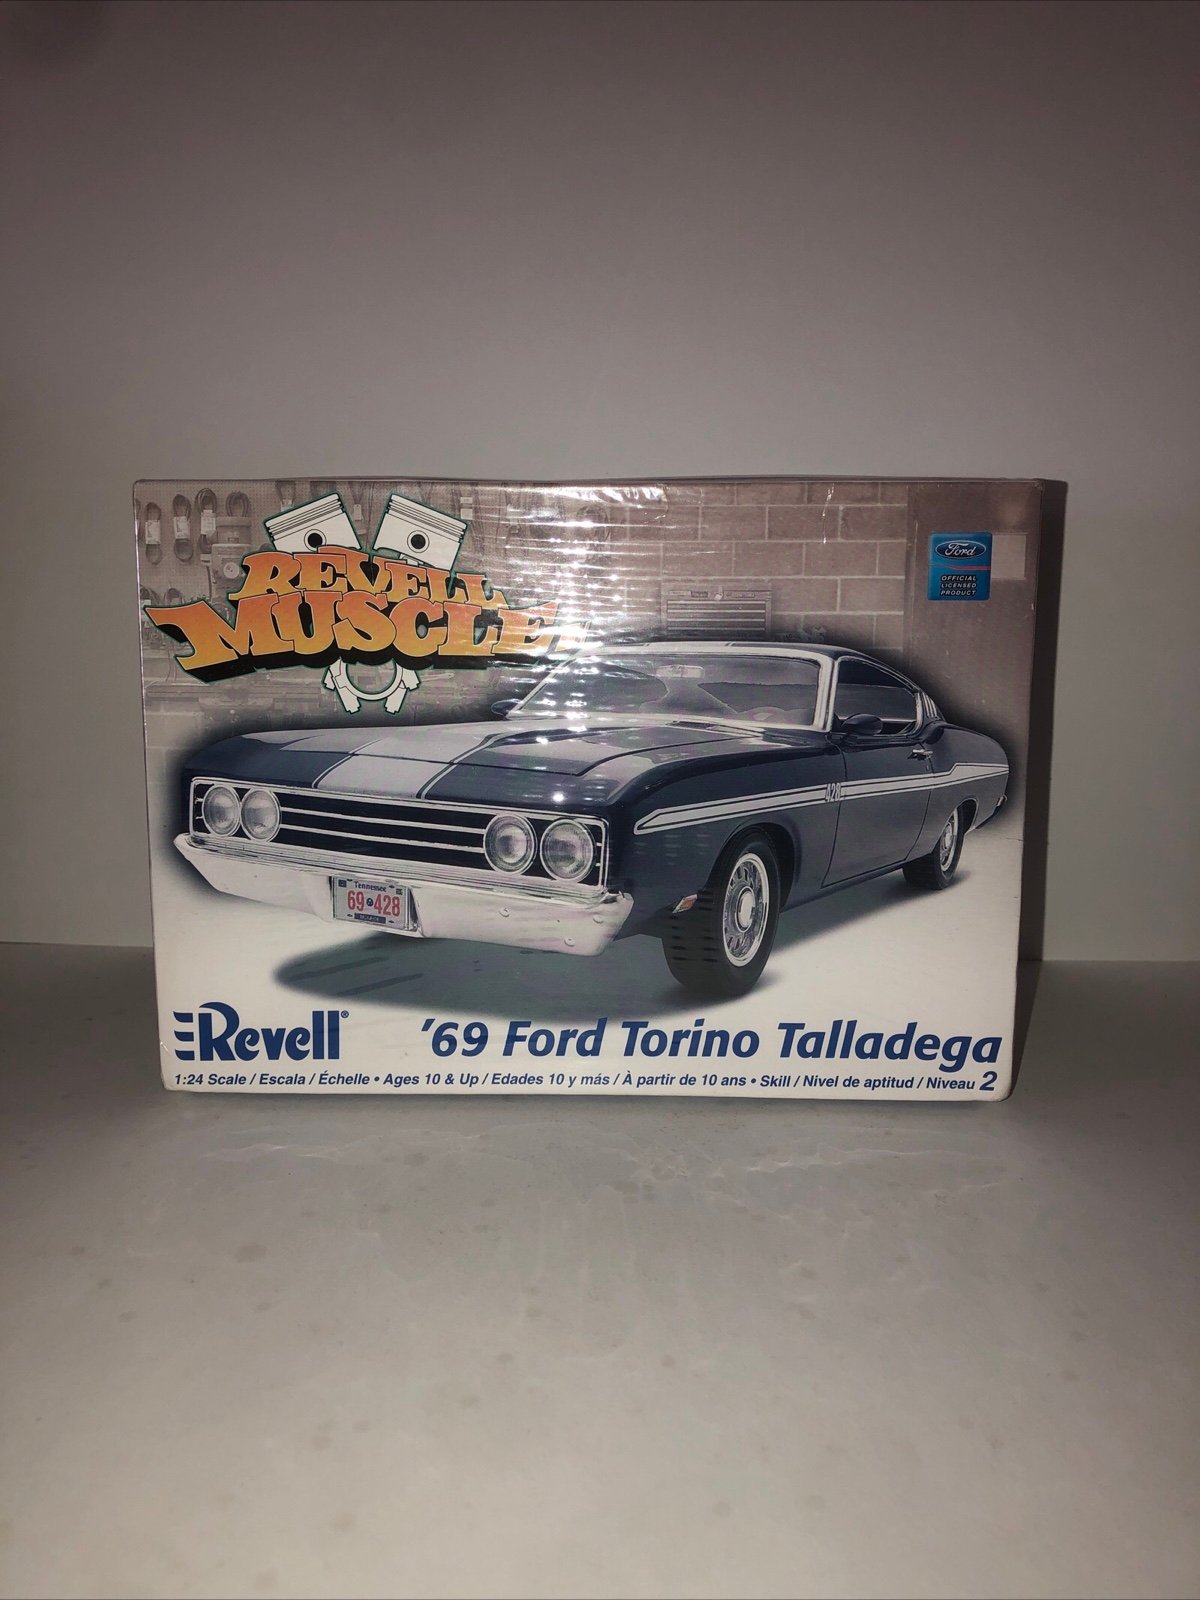 REVELL
MUSCLE
Ford
OFFICIAL
LICENSED
PRODUCT
428
Tennessee
69 428
Revell®
'69 Ford Torino Talladega
1:24 Scale / Escala / Échelle • Ages 10 & Up / Edades 10 y más / À partir de 10 ans • Skill / Nivel de aptitud / Niveau 2